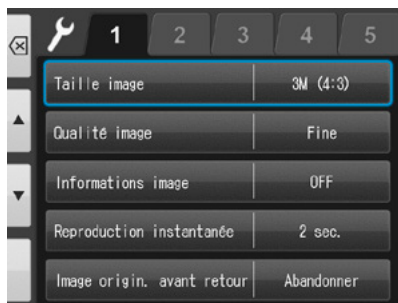 1 2 3 4 5
Taille image 3M (4:3)
Qualité image Fine
Informations image OFF
Reproduction instantanée 2 sec.
Image origin. avant retour Abandonner